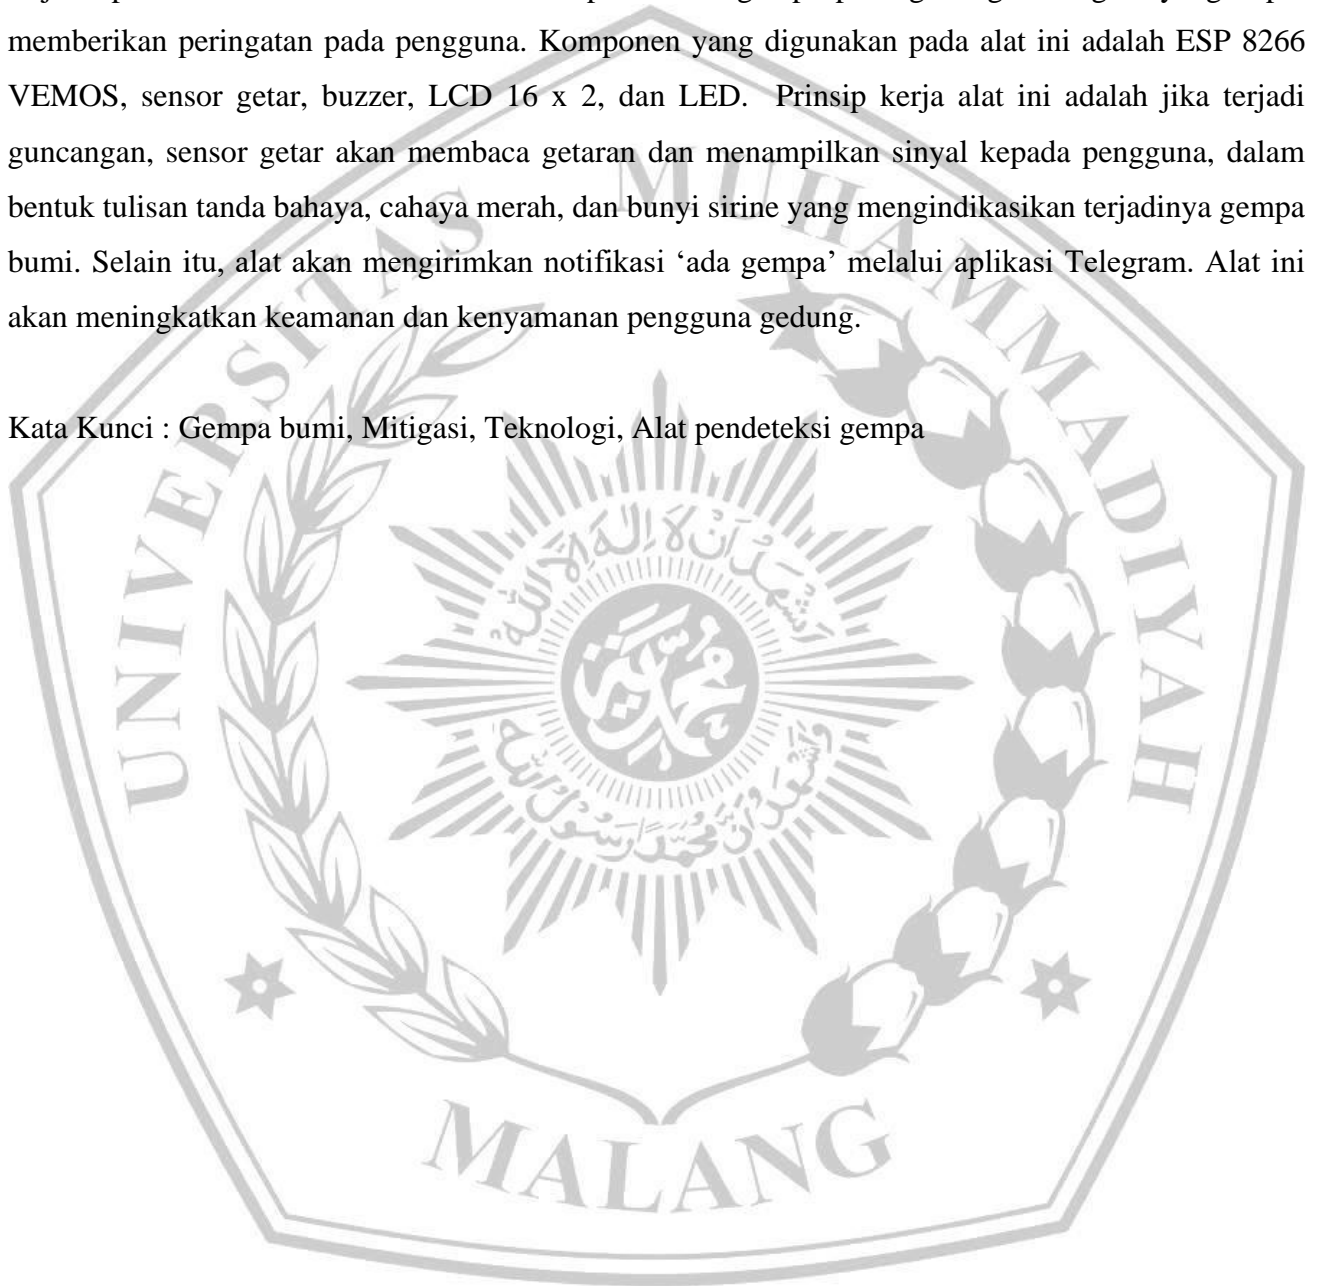 memberikan peringatan pada pengguna. Komponen yang digunakan pada alat ini adalah ESP 8266
VEMOS, sensor getar, buzzer, LCD 16 x 2, dan LED. Prinsip kerja alat ini adalah jika terjadi
guncangan, sensor getar akan membaca getaran dan menampilkan sinyal kepada pengguna, dalam
bentuk tulisan tanda bahaya, cahaya merah, dan bunyi sirine yang mengindikasikan terjadinya gempa
bumi. Selain itu, alat akan mengirimkan notifikasi ‘ada gempa’ melalui aplikasi Telegram. Alat ini
akan meningkatkan keamanan dan kenyamanan pengguna gedung.
Kata Kunci : Gempa bumi, Mitigasi, Teknologi, Alat pendeteksi gempa
UNIVERSITAS MUHAMMADIYAH
MALANG